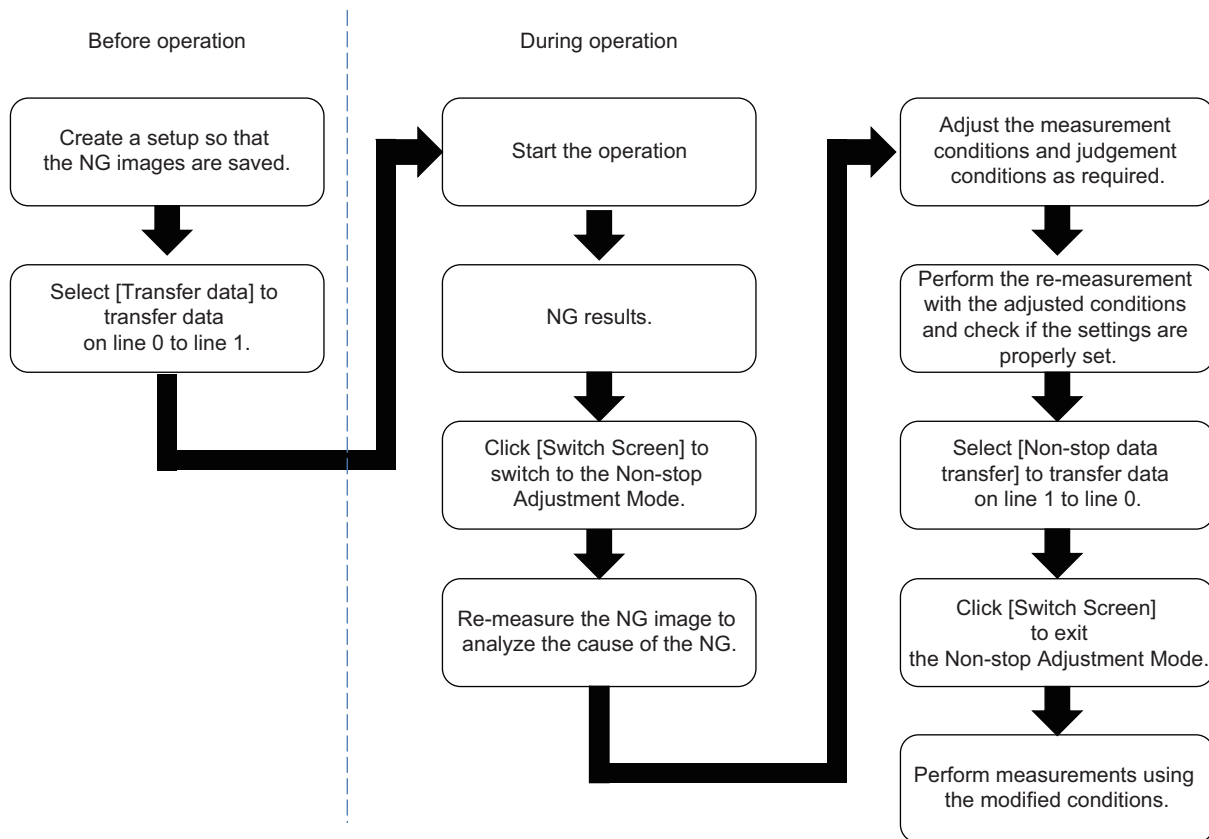 Before operation
Create a setup so that
the NG images are saved.
Select [Transfer data] to
transfer data
on line 0 to line 1.
During operation
Start the operation
NG results.
Click [Switch Screen] to
switch to the Non-stop
Adjustment Mode.
Re-measure the NG image to
analyze the cause of the NG.
Adjust the measurement
conditions and judgement
conditions as required.
Perform the re-measurement
with the adjusted conditions
and check if the settings are
properly set.
Select [Non-stop data
transfer] to transfer data
on line 1 to line 0.
Click [Switch Screen]
to exit
the Non-stop Adjustment Mode.
Perform measurements using
the modified conditions.